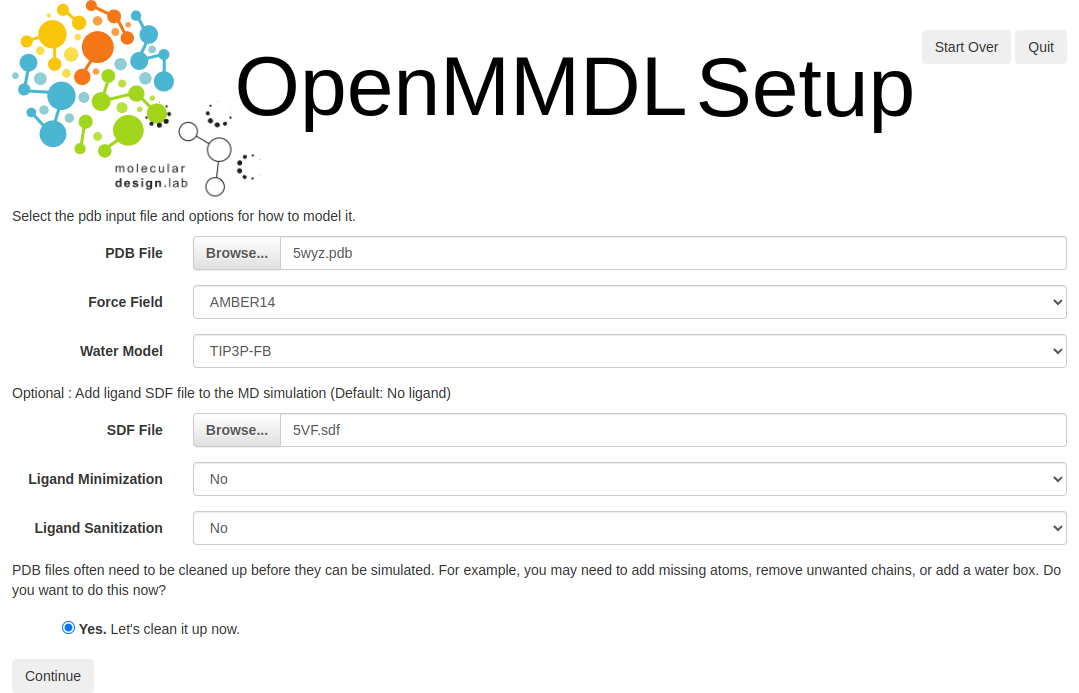 Start Over
Quit
OpenMMDL Setup
molecular
design.lab
Select the pdb input file and options for how to model it.
PDB File
Browse...
5wyz.pdb
Force Field
AMBER14
Water Model
TIP3P-FB
Optional : Add ligand SDF file to the MD simulation (Default: No ligand)
SDF File
Browse...
5VF.sdf
Ligand Minimization
No
Ligand Sanitization
No
PDB files often need to be cleaned up before they can be simulated. For example, you may need to add missing atoms, remove unwanted chains, or add a water box. Do
you want to do this now?
Yes. Let's clean it up now.
Continue